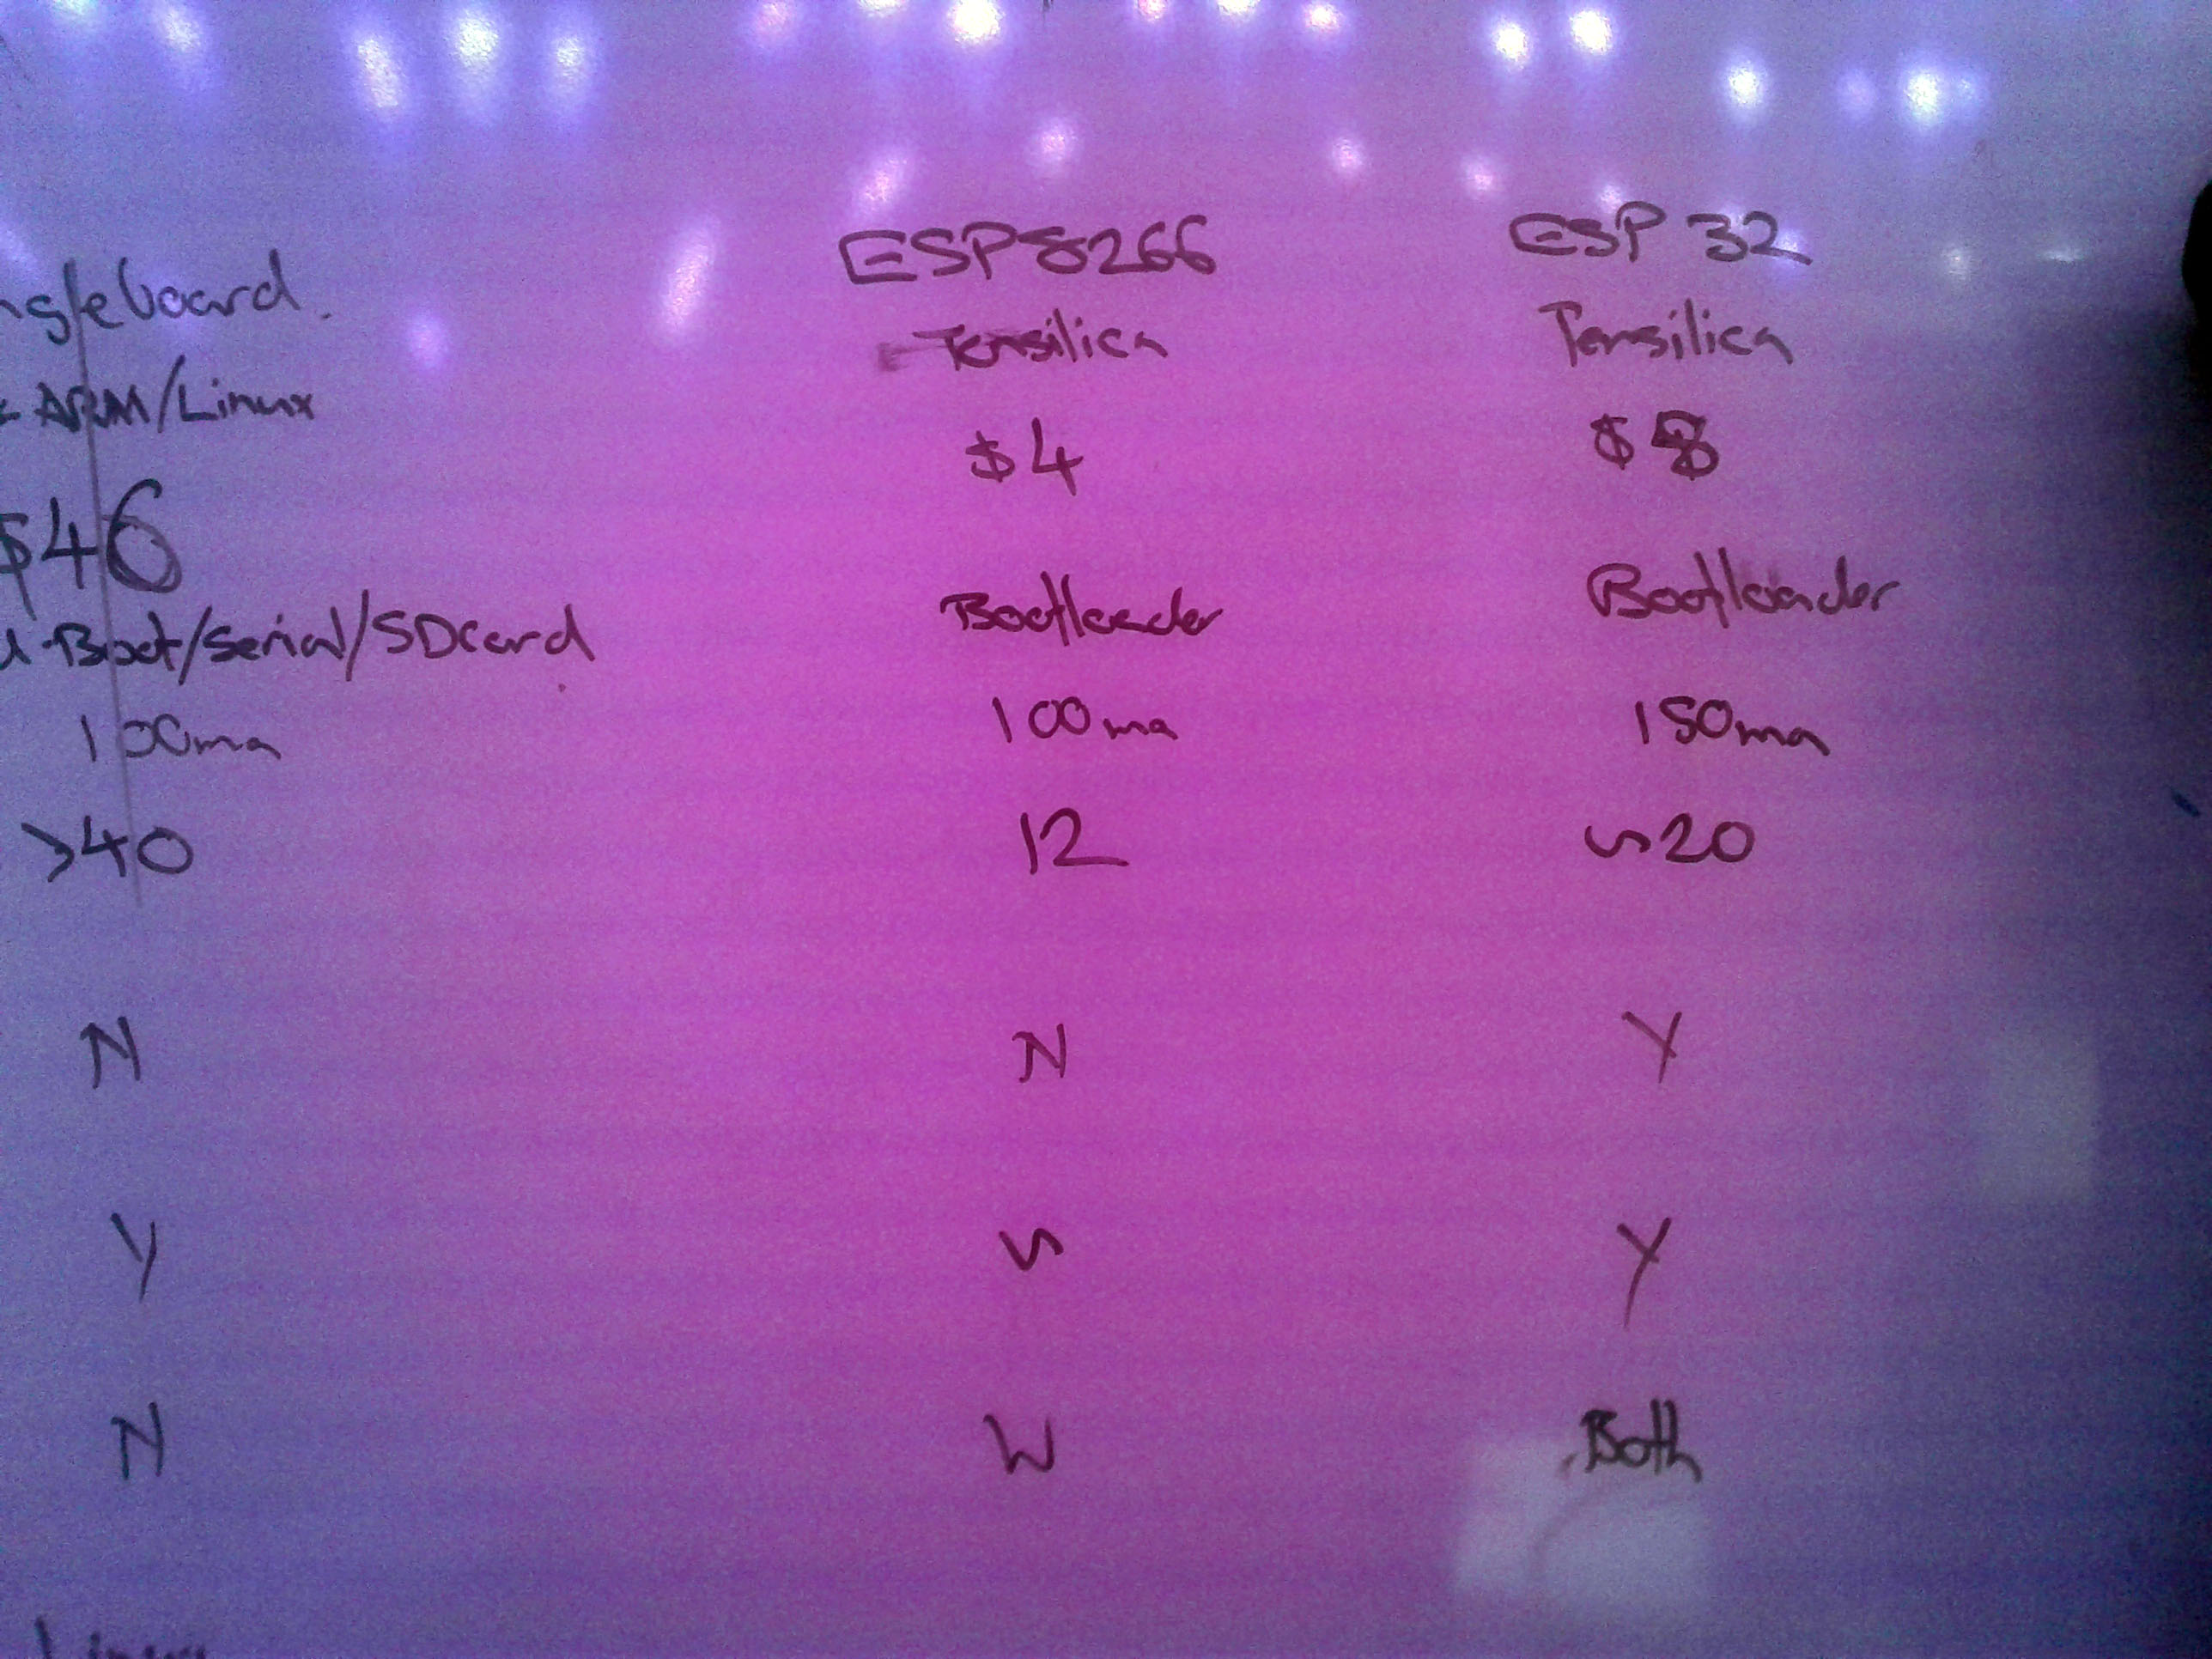 ESP8266 ESP 32
ngleboard.
Tensilica Tensilica
ARM/Linux
$4 $8
$46
Bootloader Bootloader
u-Boot/Serial/SDcard
100ma 100ma 150ma
>40 12 ~20
N N Y
Y ~ Y
N W Both